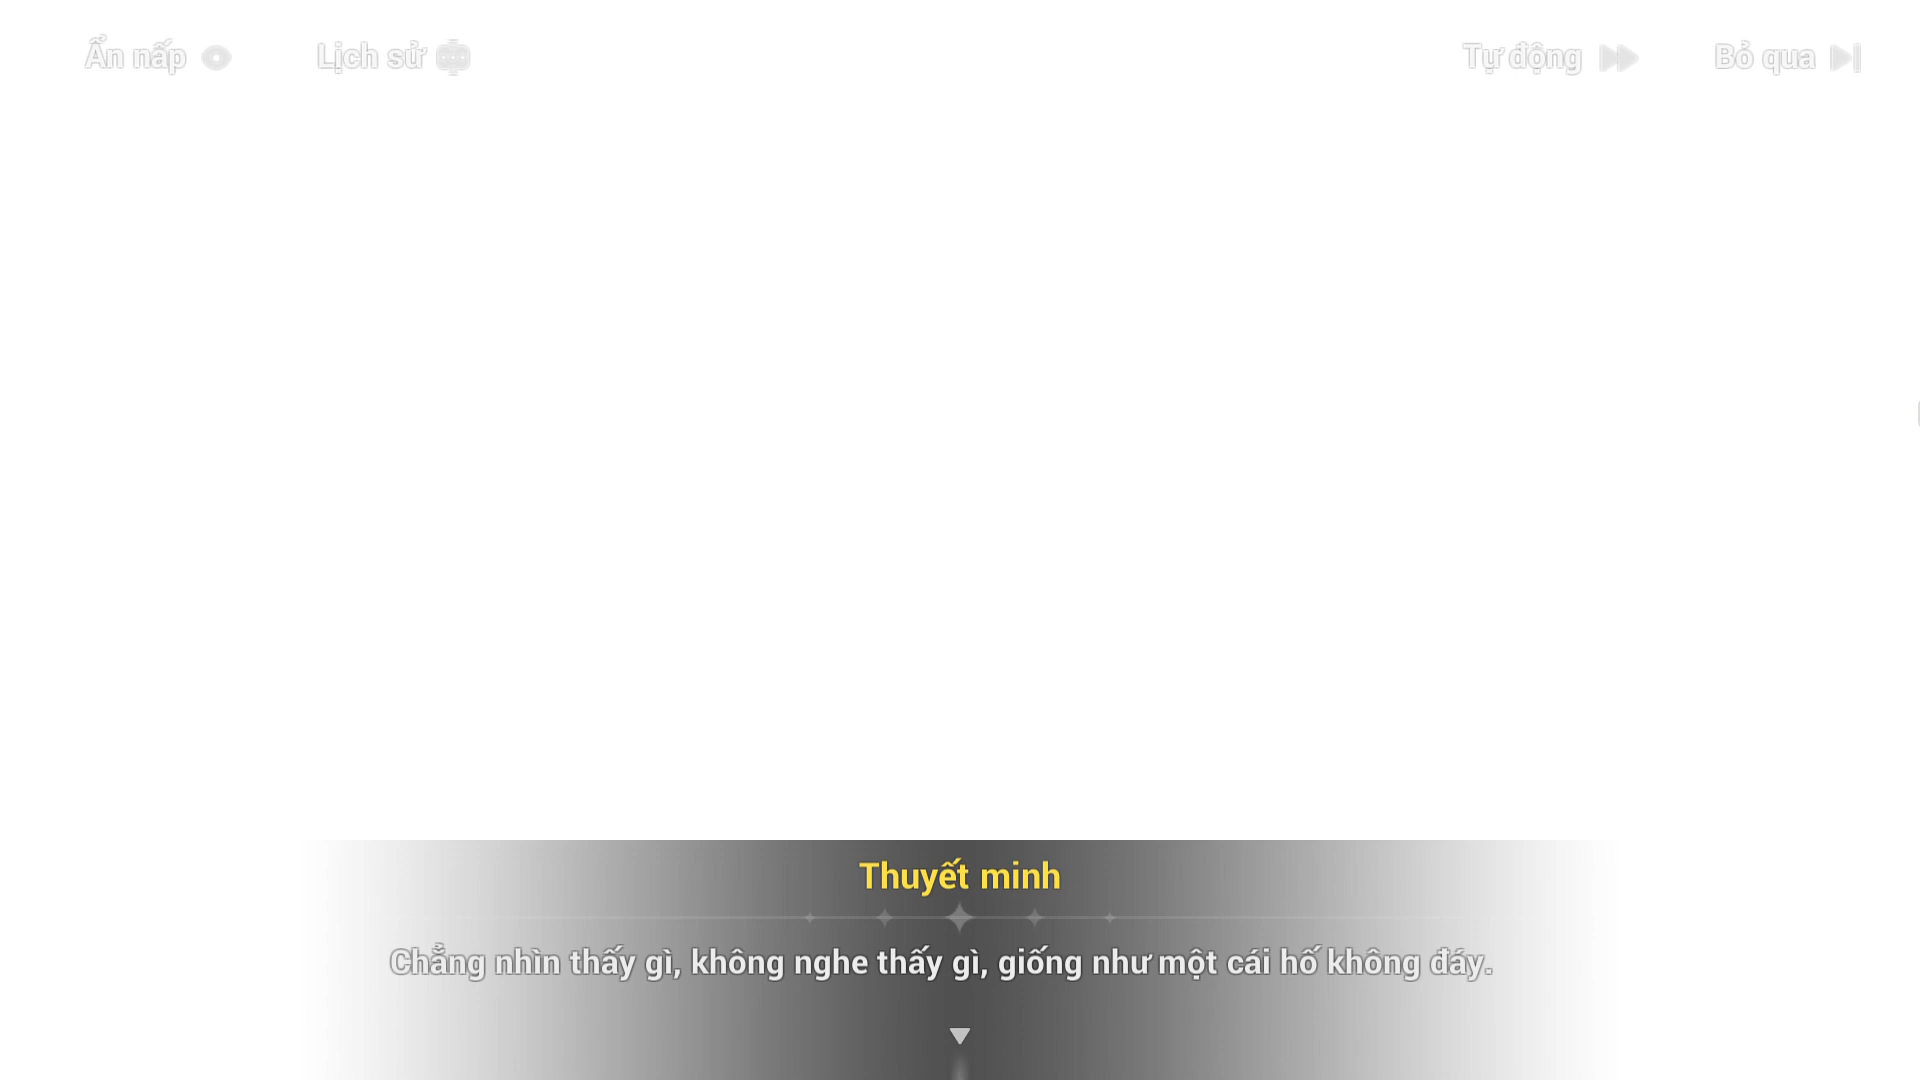 Ẩn nấp
Lịch sử
Tự động
Bỏ qua
Thuyết minh
Chẳng nhìn thấy gì, không nghe thấy gì, giống như một cái hố không đáy.